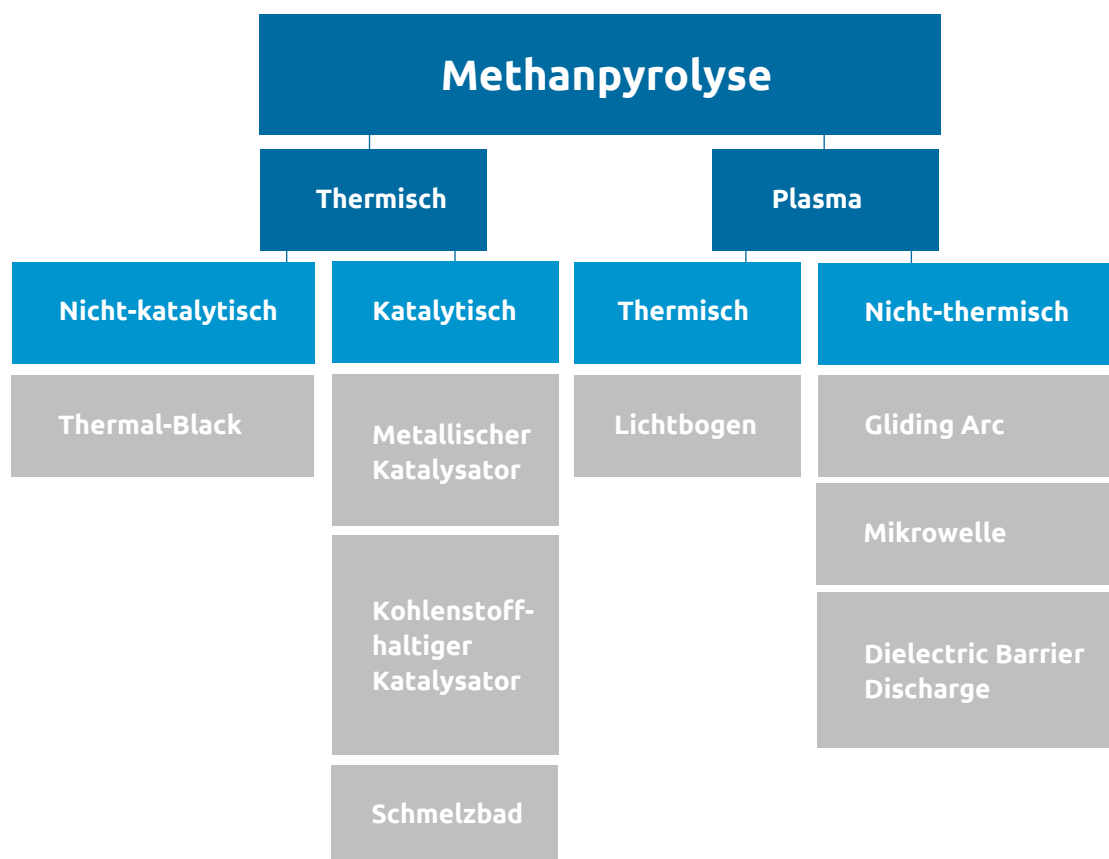 Methanpyrolyse
Thermisch
Plasma
Nicht-katalytisch
Katalytisch
Thermisch
Nicht-thermisch
Thermal-Black
Metallischer
Katalysator
Kohlenstoff-
haltiger
Katalysator
Schmelzbad
Lichtbogen
Gliding Arc
Mikrowelle
Dielectric Barrier
Discharge